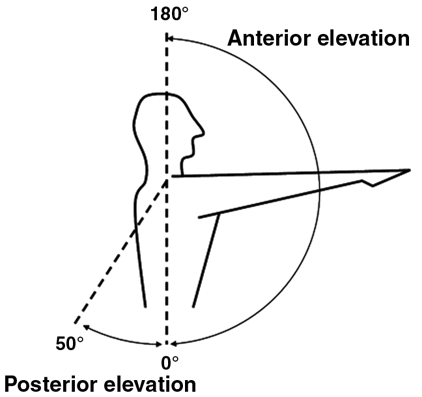 180°
Anterior elevation
50°
0°
Posterior elevation